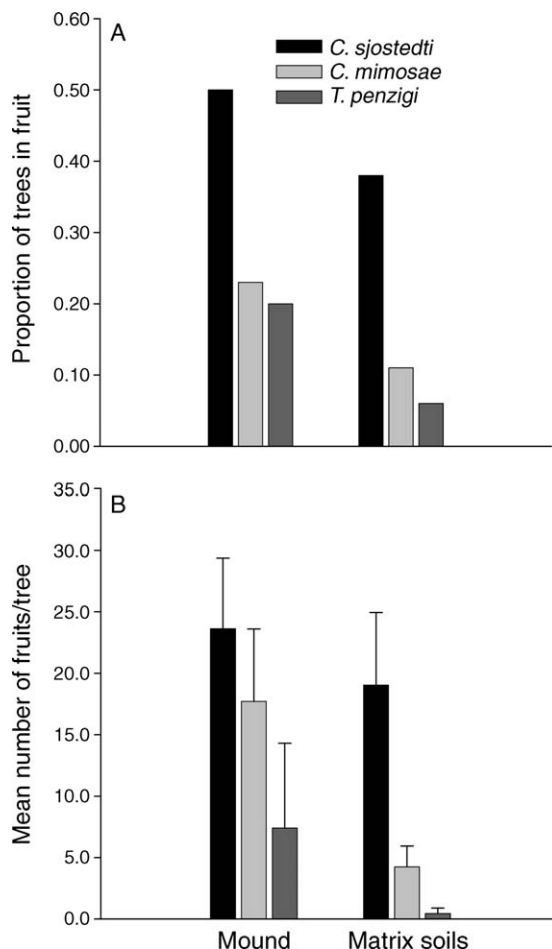 A
C. sjostedti
C. mimosae
T. penzigi
Proportion of trees in fruit
0.60
0.50
0.40
0.30
0.20
0.10
0.00
B
Mean number of fruits/tree
35.0
30.0
25.0
20.0
15.0
10.0
5.0
0.0
Mound Matrix soils